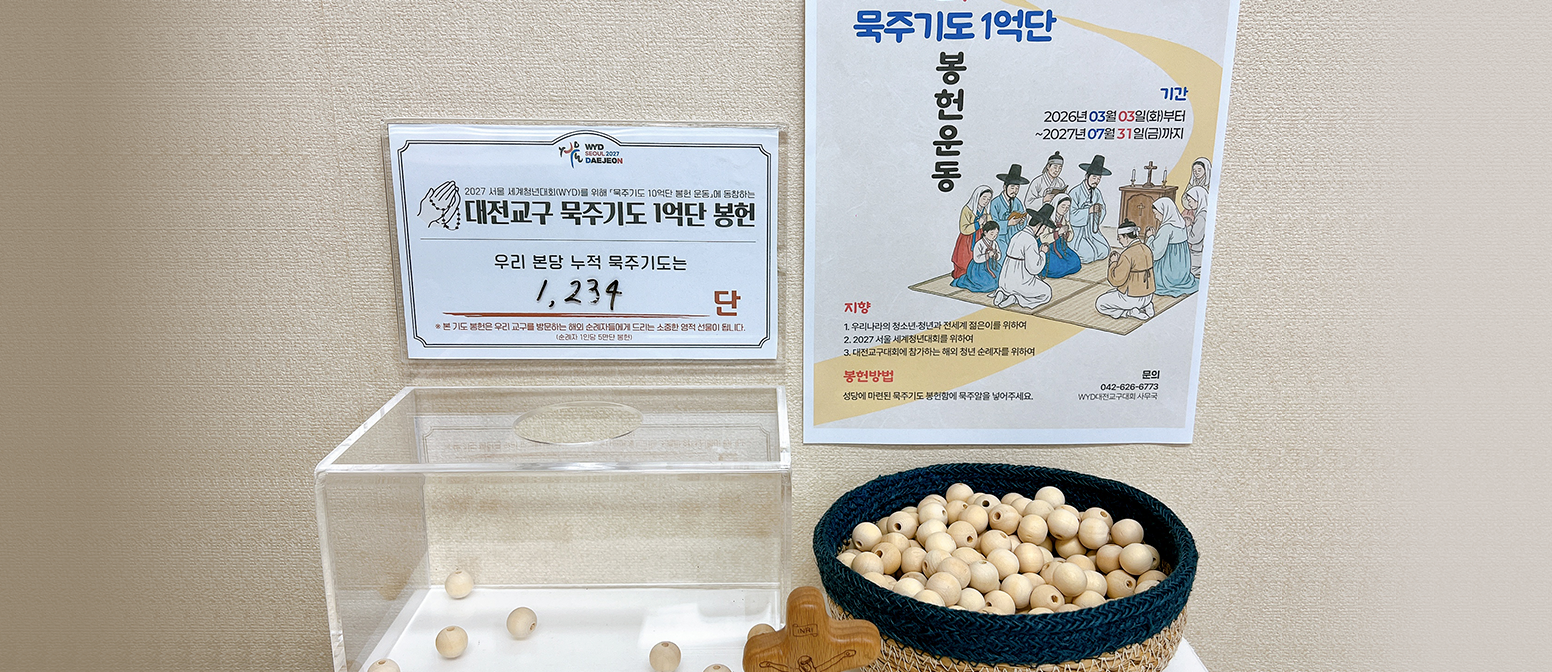 WYD
SEOUL 2027
DAEJEON
2027 서울 세계청년대회(WYD)를 위해 「묵주기도 10억단 봉헌 운동」에 동참하는
대전교구 묵주기도 1억단 봉헌
우리 본당 누적 묵주기도는
1,234
단
※ 본 기도 봉헌은 우리 교구를 방문하는 해외 순례자들에게 드리는 소중한 영적 선물이 됩니다.
(순례자 1인당 5만단 봉헌)
묵주기도 1억단
봉헌운동
기간
2026년 03월 03일(화)부터
~2027년 07월 31일(금)까지
지향
1. 우리나라의 청소년·청년과 전세계 젊은이를 위하여
2. 2027 서울 세계청년대회를 위하여
3. 대전교구대회에 참가하는 해외 청년 순례자를 위하여
봉헌방법
성당에 마련된 묵주기도 봉헌함에 묵주알을 넣어주세요.
문의
042-626-6773
WYD대전교구대회 사무국
INRI